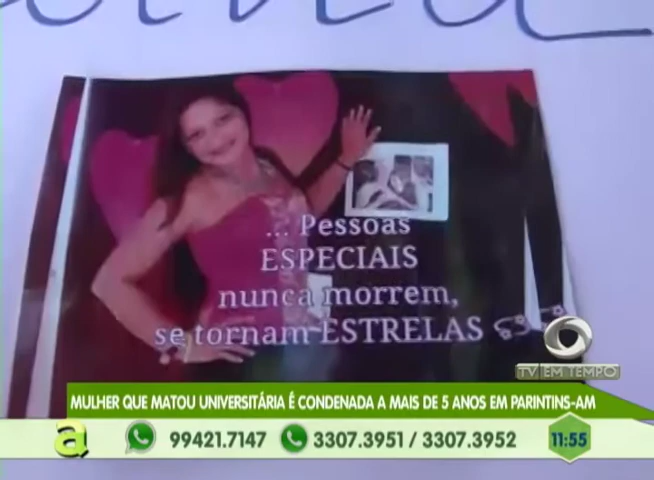 ... Pessoas
ESPECIAIS
nunca morrem,
se tornam ESTRELAS
TV EM TEMPO
MULHER QUE MATOU UNIVERSITÁRIA É CONDENADA A MAIS DE 5 ANOS EM PARINTINS-AM
a 99421.7147 3307.3951 / 3307.3952 11:55